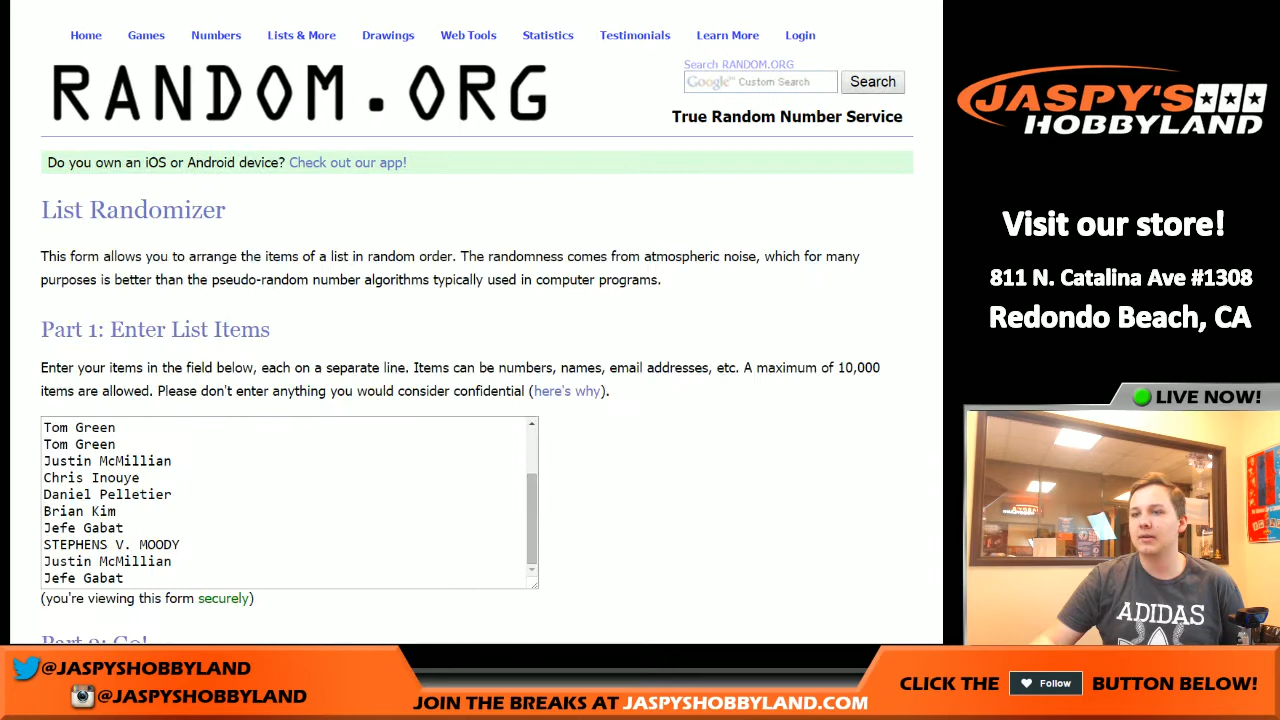 Home Games Numbers Lists & More Drawings Web Tools Statistics Testimonials Learn More Login
RANDOM.ORG
Search RANDOM.ORG
Google™ Custom Search
Search
True Random Number Service
Do you own an iOS or Android device? Check out our app!
List Randomizer
This form allows you to arrange the items of a list in random order. The randomness comes from atmospheric noise, which for many
purposes is better than the pseudo-random number algorithms typically used in computer programs.
Part 1: Enter List Items
Enter your items in the field below, each on a separate line. Items can be numbers, names, email addresses, etc. A maximum of 10,000
items are allowed. Please don't enter anything you would consider confidential (here's why).
Tom Green
Tom Green
Justin McMillian
Chris Inouye
Daniel Pelletier
Brian Kim
Jefe Gabat
STEPHENS V. MOODY
Justin McMillian
Jefe Gabat
(you're viewing this form securely)
Part 2: Go!
JASPY'S
HOBBYLAND
Visit our store!
811 N. Catalina Ave #1308
Redondo Beach, CA
LIVE NOW!
ADIDAS
@JASPYSHOBBYLAND
@JASPYSHOBBYLAND
JOIN THE BREAKS AT JASPYSHOBBYLAND.COM
CLICK THE Follow BUTTON BELOW!